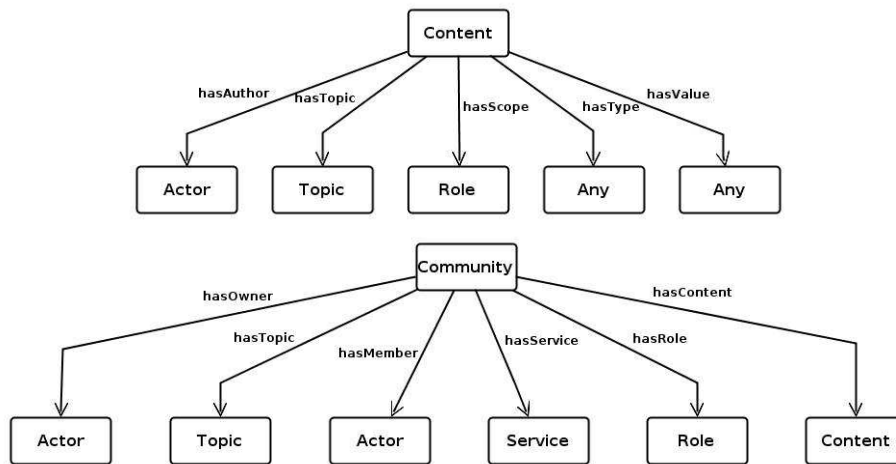 Content
hasAuthor
hasTopic
hasScope
hasType
hasValue
Actor
Topic
Role
Any
Any
Community
hasOwner
hasTopic
hasMember
hasService
hasRole
hasContent
Actor
Topic
Actor
Service
Role
Content